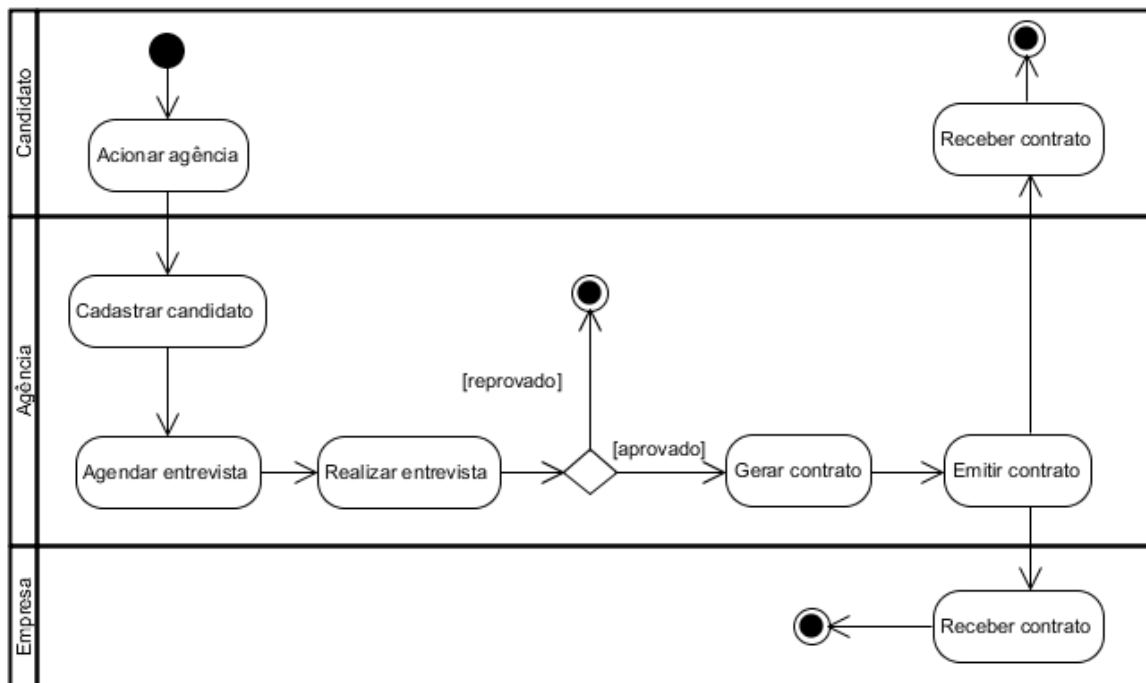 Candidato
Acionar agência
Receber contrato
Agência
Cadastrar candidato
[reprovado]
[aprovado]
Agendar entrevista
Realizar entrevista
Gerar contrato
Emitir contrato
Empresa
Receber contrato